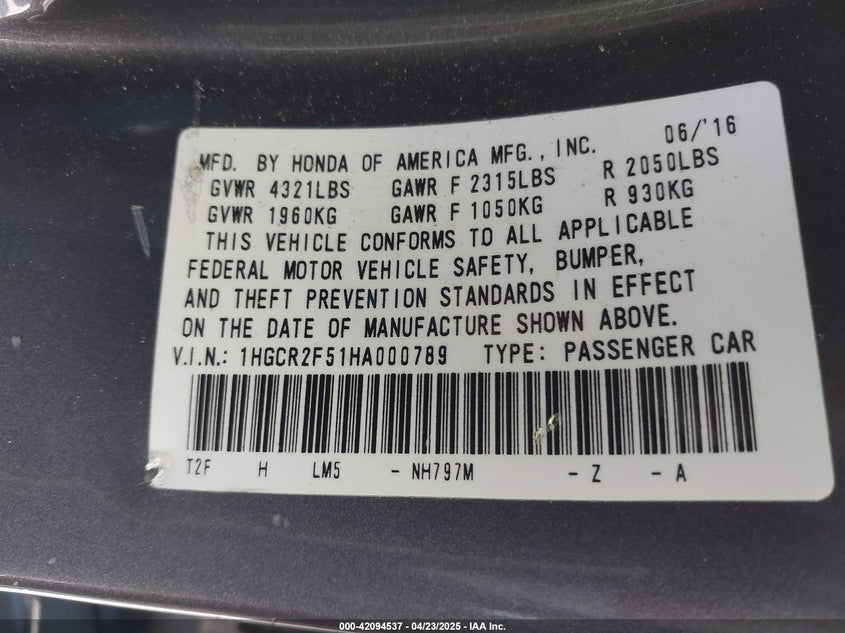 06/'16
MFD. BY HONDA OF AMERICA MFG., INC.
GVWR 4321LBS GAWR F 2315LBS R 2050LBS
GVWR 1960KG GAWR F 1050KG R 930KG
THIS VEHICLE CONFORMS TO ALL APPLICABLE
FEDERAL MOTOR VEHICLE SAFETY, BUMPER,
AND THEFT PREVENTION STANDARDS IN EFFECT
ON THE DATE OF MANUFACTURE SHOWN ABOVE.
V.I.N.: 1HGCR2F51HA000789 TYPE: PASSENGER CAR
T2F H LM5 - NH797M - Z - A
000-42094537 - 04/23/2025 - IAA Inc.